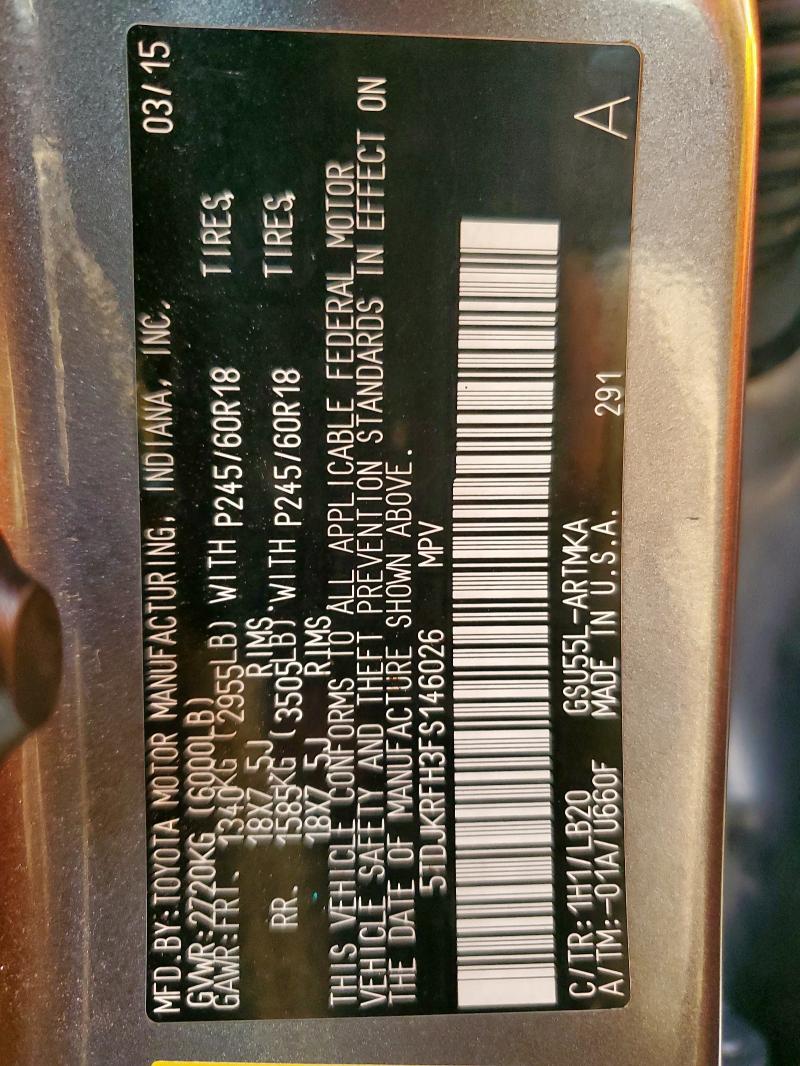 MFD.BY:TOYOTA MOTOR MANUFACTURING, INDIANA, INC. 03/15
GVWR:2720KG (6000LB)
GAWR:FRT. 1340KG (2955LB) WITH P245/60R18 TIRES,
18X7.5J RIMS.
RR. 1585KG (3505LB) WITH P245/60R18 TIRES,
18X7.5J RIMS
THIS VEHICLE CONFORMS TO ALL APPLICABLE FEDERAL MOTOR
VEHICLE SAFETY AND THEFT PREVENTION STANDARDS IN EFFECT ON
THE DATE OF MANUFACTURE SHOWN ABOVE.
5TDJKRFH3FS146026 MPV
C/TR:1H1/LB20 GSU55L-ARTMKA
A/TM:-01A/U660F MADE IN U.S.A. 291 A